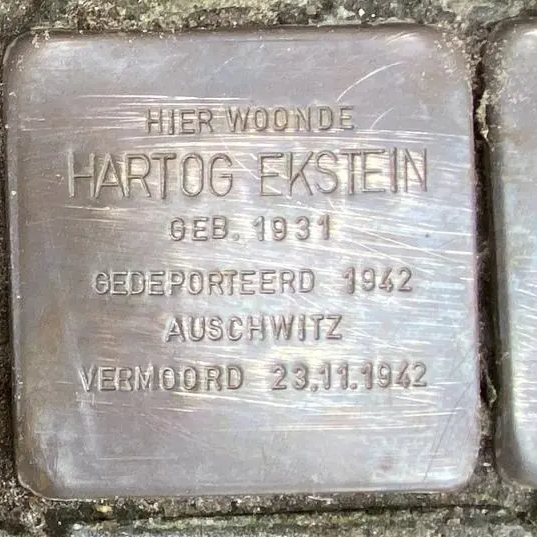 HIER WOONDE
HARTOG EKSTEIN
GEB. 1931
GEDEPORTEERD 1942
AUSCHWITZ
VERMOORD 23.11.1942